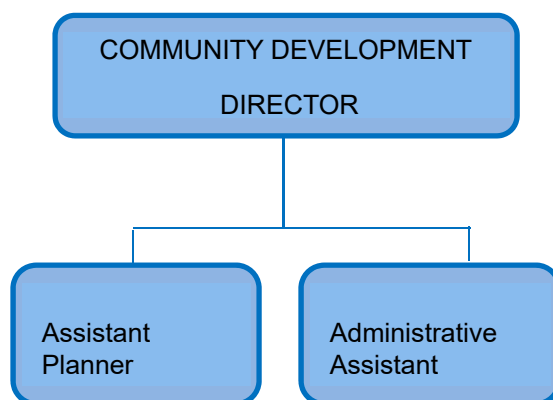 COMMUNITY DEVELOPMENT
DIRECTOR
Assistant
Planner
Administrative
Assistant